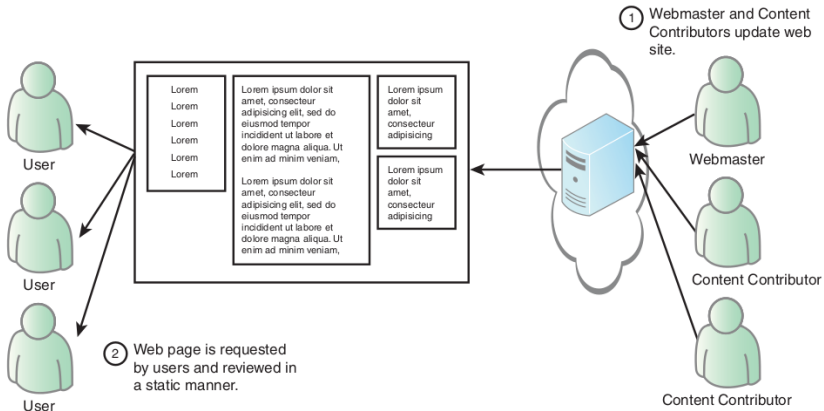 1 Webmaster and Content
Contributors update web
site.
Webmaster
Content Contributor
Content Contributor
Lorem
Lorem
Lorem
Lorem
Lorem
Lorem
Lorem ipsum dolor sit
amet, consecteur
adipisicing elit, sed do
eiusmod tempor
incidident ut labore et
dolore magna aliqua. Ut
enim ad minim veniam,
Lorem ipsum dolor sit
amet, consecteur
adipisicing elit, sed do
eiusmod tempor
incididunt ut labore et
dolore magna aliqua. Ut
enim ad minim veniam,
Lorem ipsum
dolor sit
amet,
consecteur
adipisicing
Lorem ipsum
dolor sit
amet,
consecteur
adipisicing
User
User
User
2 Web page is requested
by users and reviewed in
a static manner.